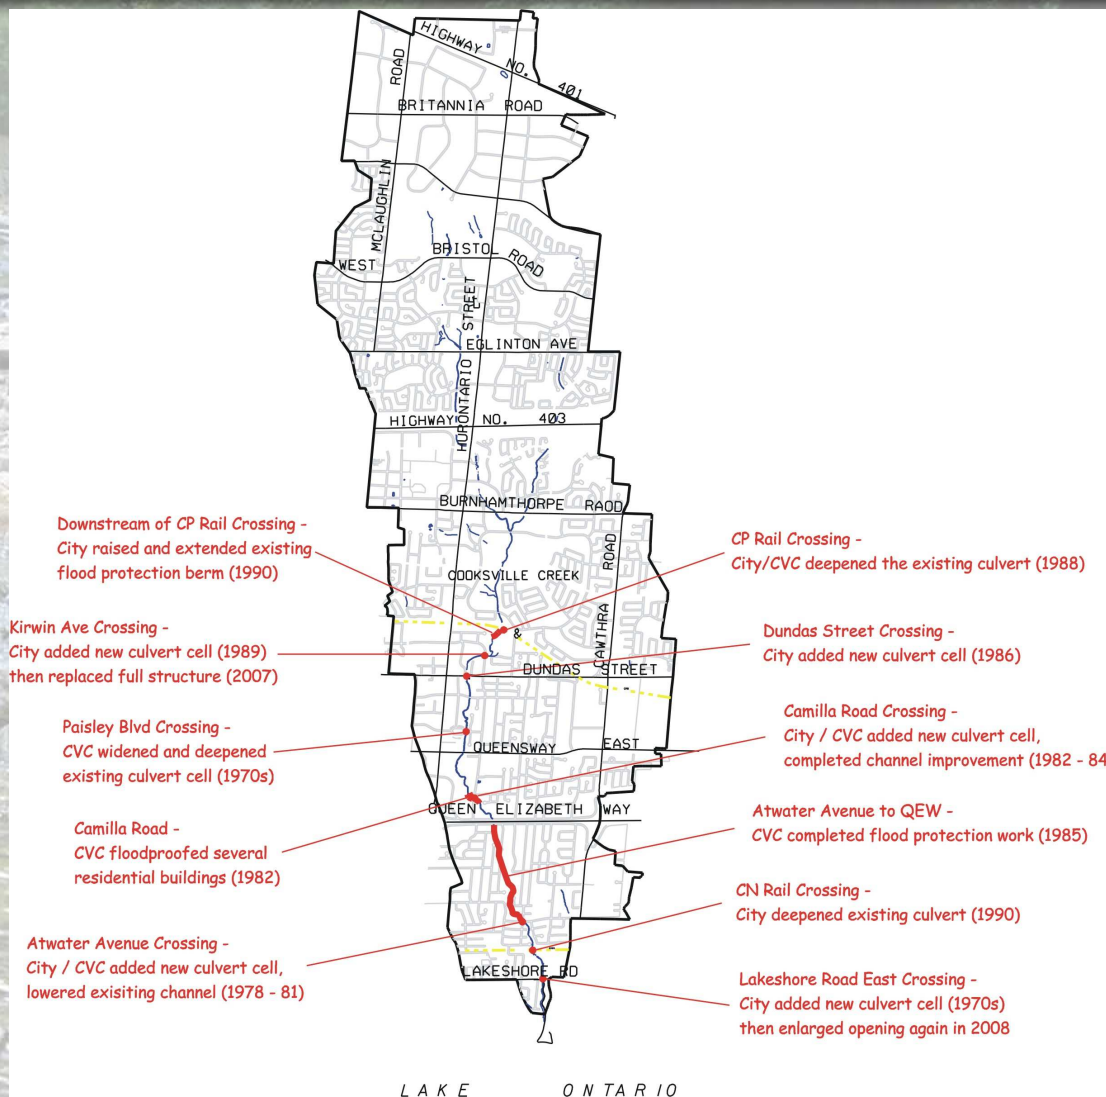 HIGHWAY NO. 401
ROAD
BRITANNIA ROAD
MCLAUGHLIN
BRISTOL ROAD
WEST
STREET
EGLINTON AVE
HURONTARIO
HIGHWAY NO. 403
BURNHAMTHORPE RAOD
Downstream of CP Rail Crossing -
City raised and extended existing
flood protection berm (1990)
CP Rail Crossing -
City/CVC deepened the existing culvert (1988)
ROAD
COOKSVILLE CREEK
CAWTHRA
&
Kirwin Ave Crossing -
City added new culvert cell (1989)
then replaced full structure (2007)
Dundas Street Crossing -
City added new culvert cell (1986)
DUNDAS STREET
Paisley Blvd Crossing -
CVC widened and deepened
existing culvert cell (1970s)
Camilla Road Crossing -
City / CVC added new culvert cell,
completed channel improvement (1982 - 84
QUEENSWAY EAST
QUEEN ELIZABETH WAY
Camilla Road -
CVC floodproofed several
residential buildings (1982)
Atwater Avenue to QEW -
CVC completed flood protection work (1985)
CN Rail Crossing -
City deepened existing culvert (1990)
Atwater Avenue Crossing -
City / CVC added new culvert cell,
lowered exisiting channel (1978 - 81)
LAKESHORE RD
Lakeshore Road East Crossing -
City added new culvert cell (1970s)
then enlarged opening again in 2008
LAKE ONTARIO